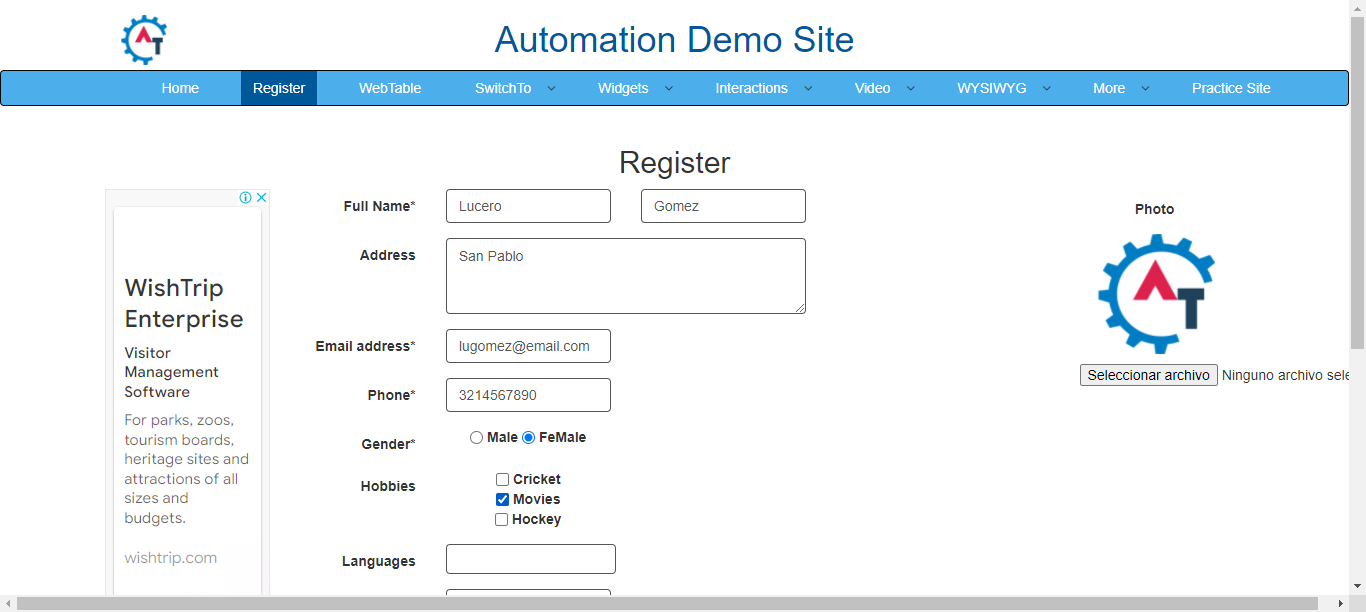 AT
Automation Demo Site
Home Register WebTable SwitchTo Widgets Interactions Video WYSIWYG More Practice Site
Register
WishTrip
Enterprise
Visitor
Management
Software
For parks, zoos,
tourism boards,
heritage sites and
attractions of all
sizes and
budgets.
wishtrip.com
Full Name* Lucero Gomez
Address San Pablo
Email address* lugomez@email.com
Phone* 3214567890
Gender* Male FeMale
Hobbies Cricket
Movies
Hockey
Languages
Photo
AT
Seleccionar archivo Ninguno archivo sele